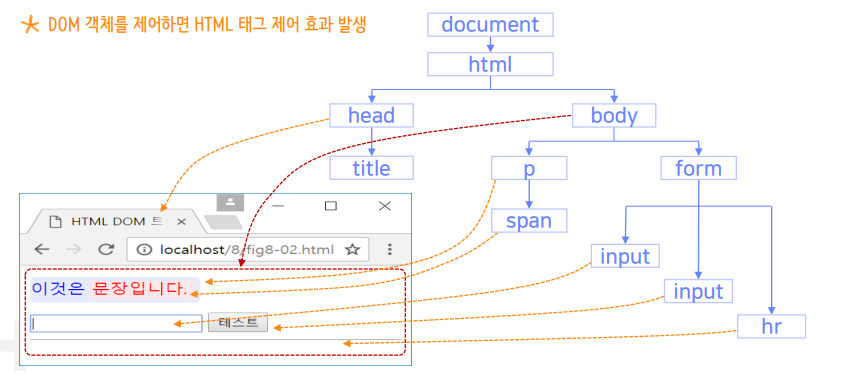 DOM 객체를 제어하면 HTML 태그 제어 효과 발생
document
html
head
body
title
p
form
span
input
input
hr
HTML DOM 트
localhost/8/fig8-02.html
이것은 문장입니다.
테스트